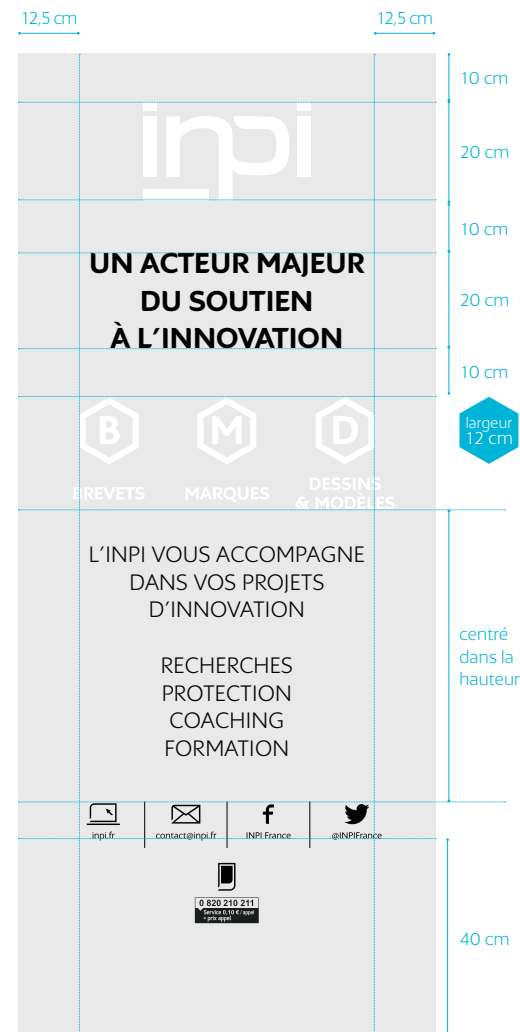 12,5 cm
12,5 cm
10 cm
inpi
20 cm
10 cm
UN ACTEUR MAJEUR
DU SOUTIEN
À L’INNOVATION
20 cm
10 cm
B
M
D
largeur
12 cm
BREVETS
MARQUES
DESSINS
& MODÈLES
L’INPI VOUS ACCOMPAGNE
DANS VOS PROJETS
D’INNOVATION
RECHERCHES
PROTECTION
COACHING
FORMATION
centré
dans la
hauteur
inpi.fr
contact@inpi.fr
INPI France
@INPIFrance
0 820 210 211
Service 0,10 € / appel
+ prix appel
40 cm